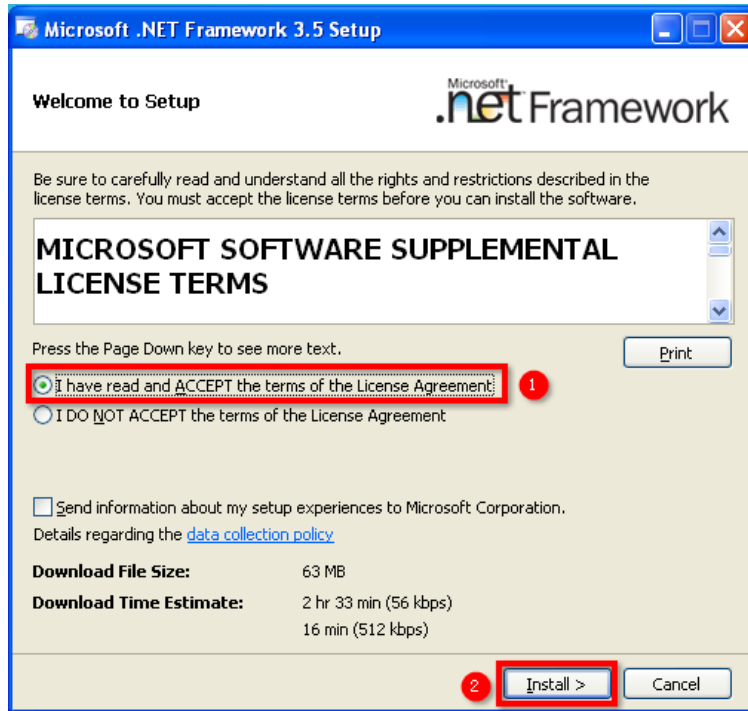 Microsoft .NET Framework 3.5 Setup
Welcome to Setup
Microsoft
.net Framework
Be sure to carefully read and understand all the rights and restrictions described in the
license terms. You must accept the license terms before you can install the software.
MICROSOFT SOFTWARE SUPPLEMENTAL
LICENSE TERMS
Press the Page Down key to see more text.
Print
I have read and ACCEPT the terms of the License Agreement
1
I DO NOT ACCEPT the terms of the License Agreement
Send information about my setup experiences to Microsoft Corporation.
Details regarding the data collection policy
Download File Size: 63 MB
Download Time Estimate: 2 hr 33 min (56 kbps)
16 min (512 kbps)
2
Install >
Cancel